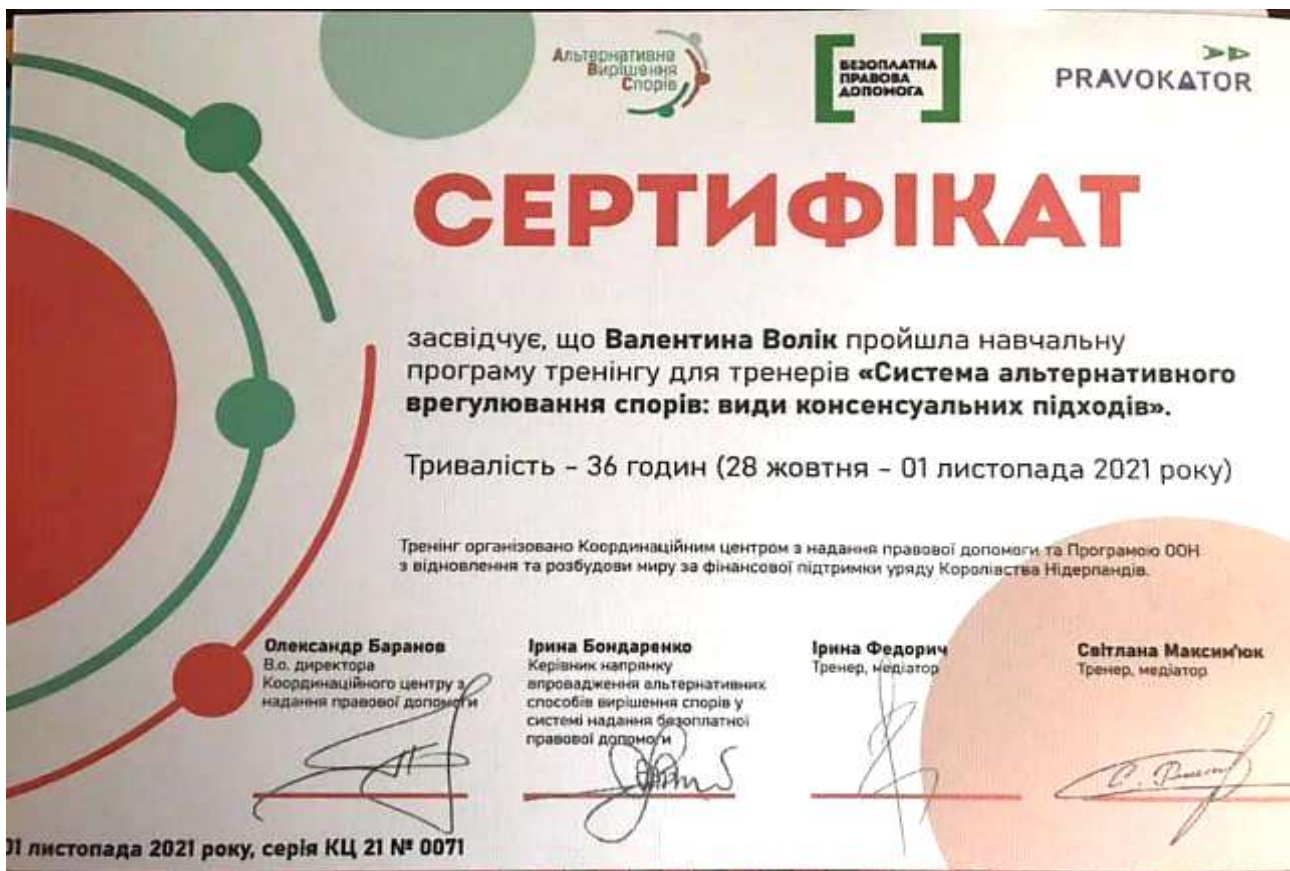 Альтернативне
Вирішення
Спорів
БЕЗОПЛАТНА
ПРАВОВА
ДОПОМОГА
PRAVOKATOR
СЕРТИФІКАТ
засвідчує, що Валентина Волік пройшла навчальну
програму тренінгу для тренерів «Система альтернативного
врегулювання спорів: види консенсуальних підходів».
Тривалість – 36 годин (28 жовтня – 01 листопада 2021 року)
Тренінг організовано Координаційним центром з надання правової допомоги та Програмою ООН
з відновлення та розбудови миру за фінансової підтримки уряду Королівства Нідерландів.
Олександр Баранов
В.о. директора
Координаційного центру з
надання правової допомоги
Ірина Бондаренко
Керівник напрямку
впровадження альтернативних
способів вирішення спорів у
системі надання безоплатної
правової допомоги
Ірина Федорич
Тренер, медіатор
Світлана Максим'юк
Тренер, медіатор
01 листопада 2021 року, серія КЦ 21 № 0071